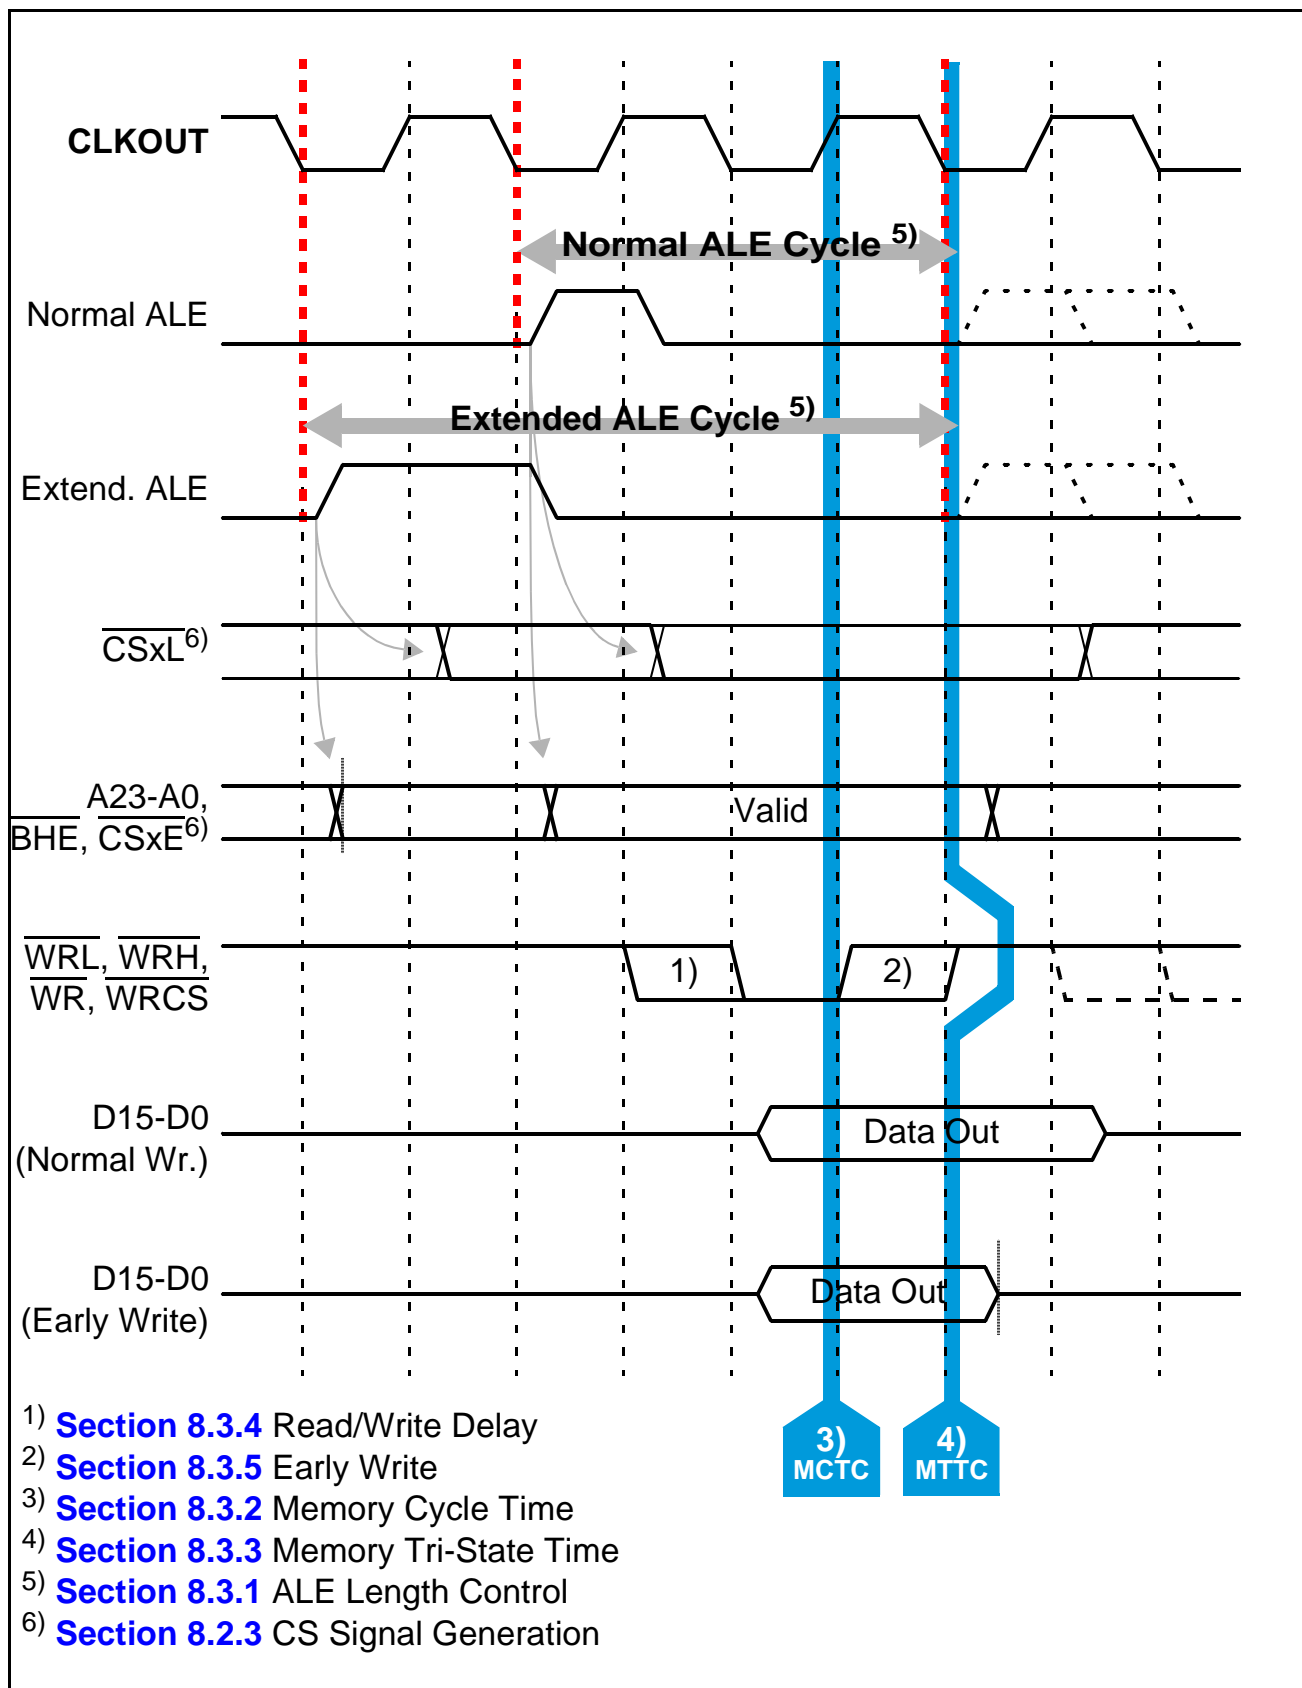 CLKOUT
Normal ALE Cycle 5)
Normal ALE
Extended ALE Cycle 5)
Extend. ALE
CSxL6)
A23-A0,
BHE, CSxE6)
Valid
WRL, WRH,
WR, WRCS
1)
2)
D15-D0
(Normal Wr.)
Data Out
D15-D0
(Early Write)
Data Out
3)
MCTC
4)
MTTC
1) Section 8.3.4 Read/Write Delay
2) Section 8.3.5 Early Write
3) Section 8.3.2 Memory Cycle Time
4) Section 8.3.3 Memory Tri-State Time
5) Section 8.3.1 ALE Length Control
6) Section 8.2.3 CS Signal Generation